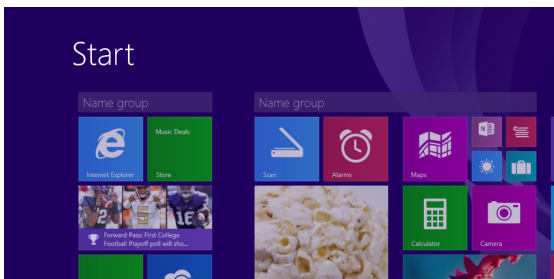 Start
Name group
Name group
Music Deals
Internet Explorer
Store
Scan
Alarms
Maps
N
Forward Pass: First College
Football Playoff poll will sho...
Calculator
Camera
16